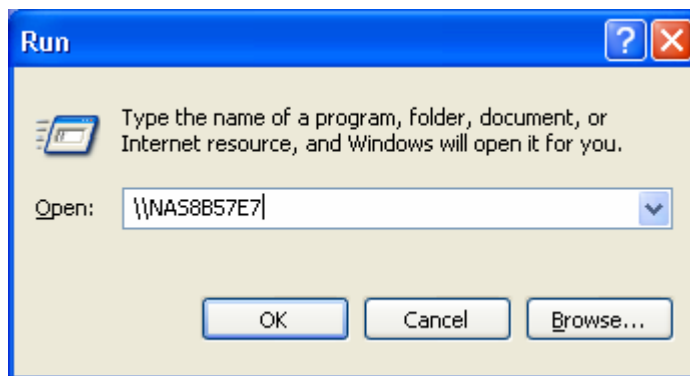 Run
Type the name of a program, folder, document, or
Internet resource, and Windows will open it for you.
Open: \\NAS8B57E7
OK Cancel Browse...